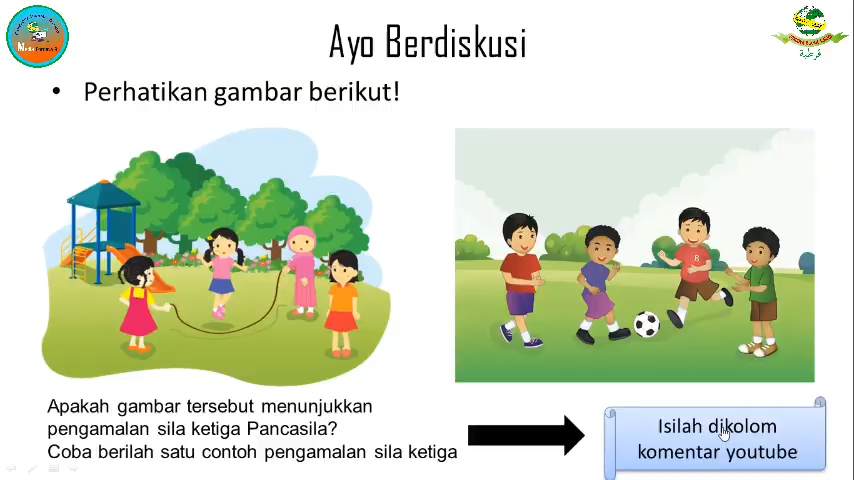 Ayo Berdiskusi
• Perhatikan gambar berikut!
Apakah gambar tersebut menunjukkan
pengamalan sila ketiga Pancasila?
Coba berilah satu contoh pengamalan sila ketiga
Isilah dikolom
komentar youtube